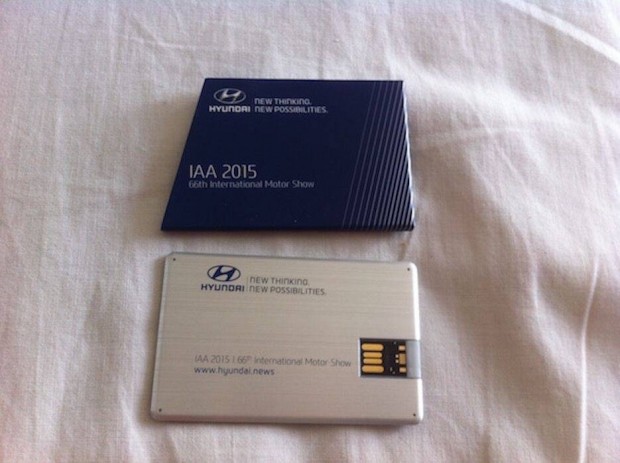 HYUNDAI
NEW THINKING.
NEW POSSIBILITIES.
IAA 2015
66th International Motor Show
HYUNDAI
NEW THINKING.
NEW POSSIBILITIES.
IAA 2015 | 66th International Motor Show
www.hyundai.news